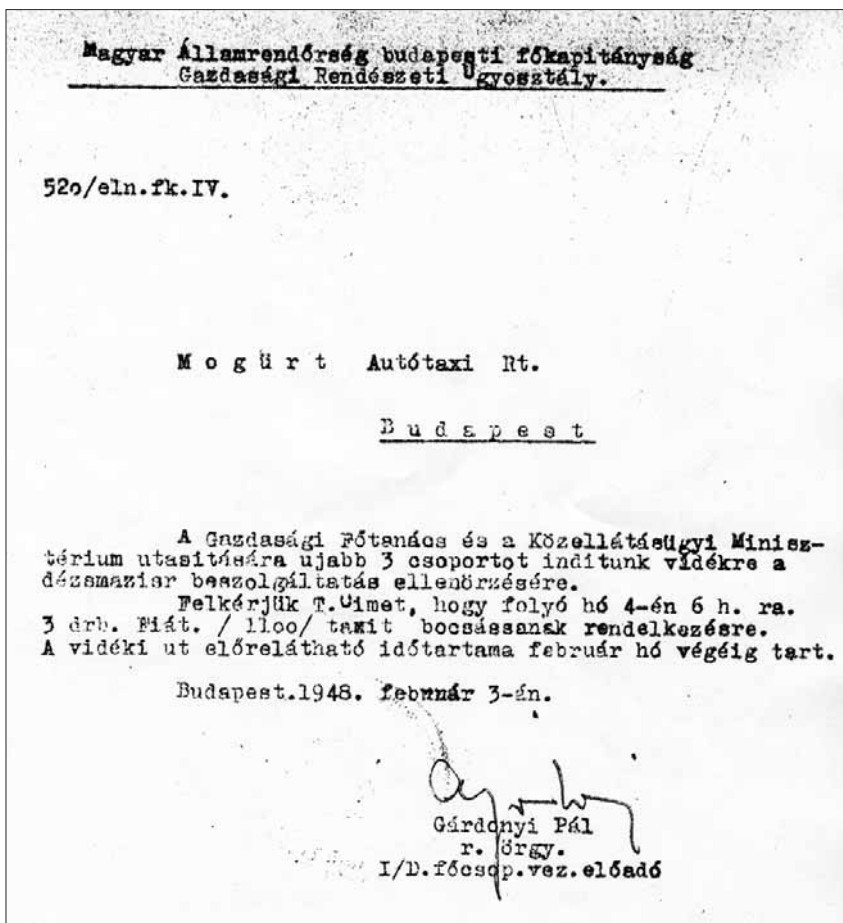 Magyar Államrendőrség budapesti főkapitányság
Gazdasági Rendészeti Ügyosztály.
52o/eln.fk.IV.
M o g ü r t Autótaxi Rt.
B u d a p e s t
A Gazdasági Főtanács és a Közellátásügyi Minisz-
térium utasitására ujabb 3 csoportot inditunk vidékre a
dézsmazsir beszolgáltatás ellenörzésére.
Felkérjük T.Uimet, hogy folyó hó 4-én 6 h. ra.
3 drb. Fiát. / 11oo/ taxit bocsássanak rendelkezésre.
A vidéki ut előrelátható időtartama február hó végéig tart.
Budapest.1948. február 3-án.
Gárdonyi Pál
r. örgy.
I/D.főcsop.vez.előadó